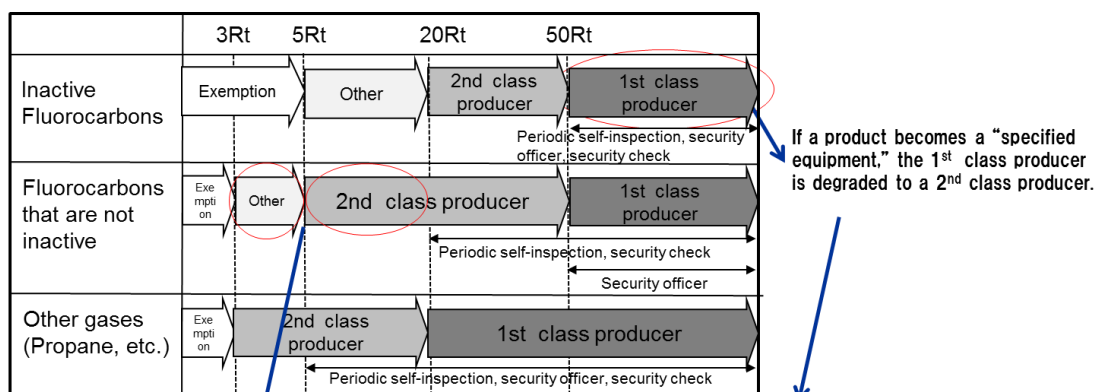 3Rt 5Rt 20Rt 50Rt
Inactive
Fluorocarbons
Exemption
Other
2nd class
producer
1st class
producer
Periodic self-inspection, security
officer, security check
If a product becomes a “specified
equipment,” the 1st class producer
is degraded to a 2nd class producer.
Fluorocarbons
that are not
inactive
Exe
mpti
on
Other
2nd class producer
1st class
producer
Periodic self-inspection, security check
Security officer
Other gases
(Propane, etc.)
Exe
mpti
on
2nd class
producer
1st class producer
Periodic self-inspection, security officer, security check